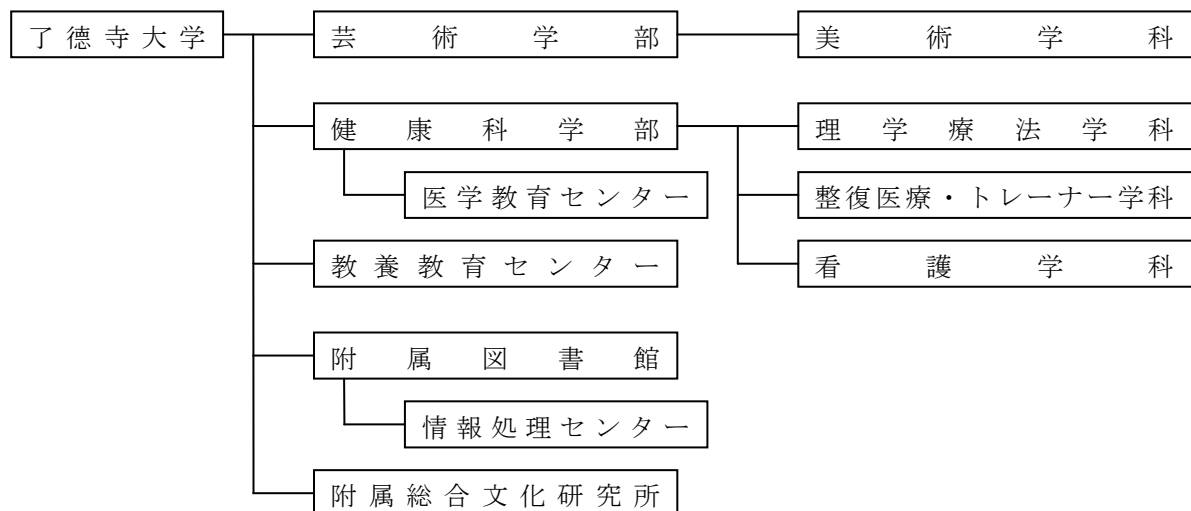 了徳寺大学 芸術学部 美術学科
健康科学部 理学療法学科
医学教育センター 整復医療・トレーナー学科
教養教育センター 看護学科
附属図書館
情報処理センター
附属総合文化研究所